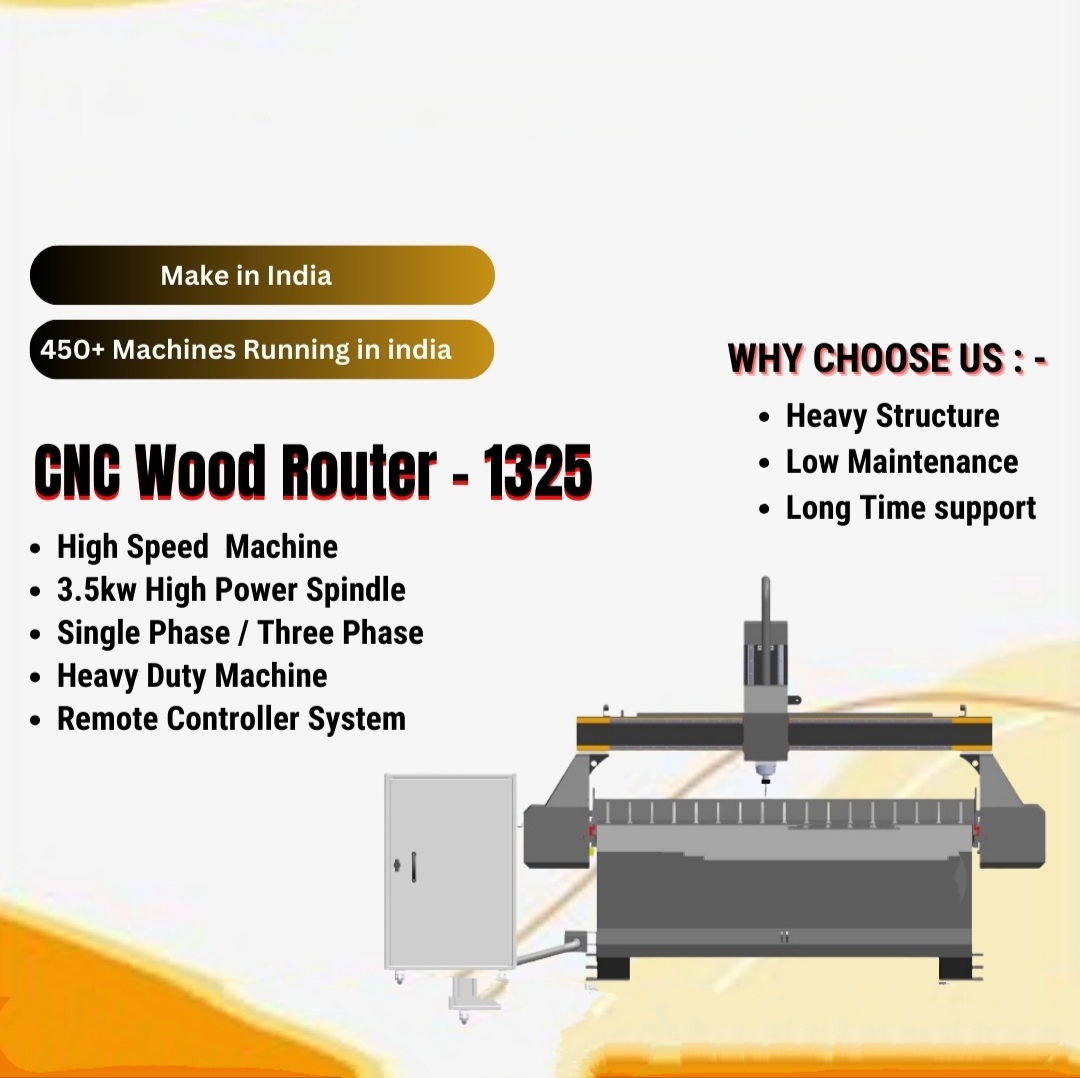 Make in India
450+ Machines Running in india
CNC Wood Router - 1325
• High Speed Machine
• 3.5kw High Power Spindle
• Single Phase / Three Phase
• Heavy Duty Machine
• Remote Controller System
WHY CHOOSE US : -
• Heavy Structure
• Low Maintenance
• Long Time support